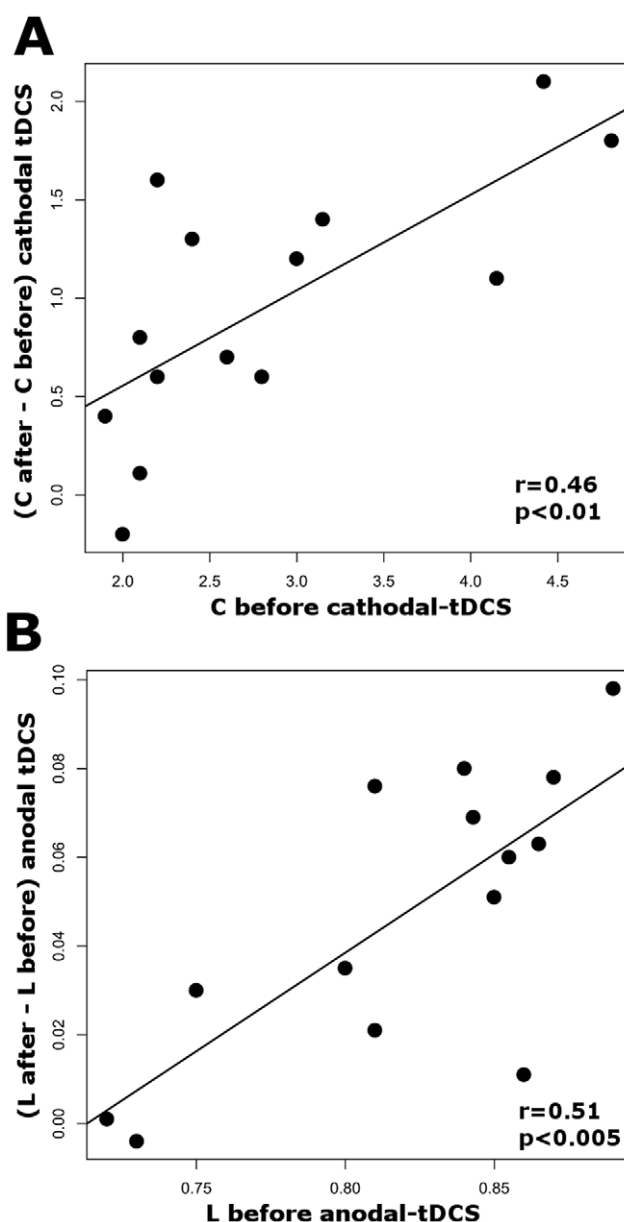 A
(C after - C before) cathodal tDCS
2.0
1.5
1.0
0.5
0.0
r=0.46
p<0.01
2.0 2.5 3.0 3.5 4.0 4.5
C before cathodal-tDCS
B
(L after - L before) anodal tDCS
0.10
0.08
0.06
0.04
0.02
0.00
r=0.51
p<0.005
0.75 0.80 0.85
L before anodal-tDCS